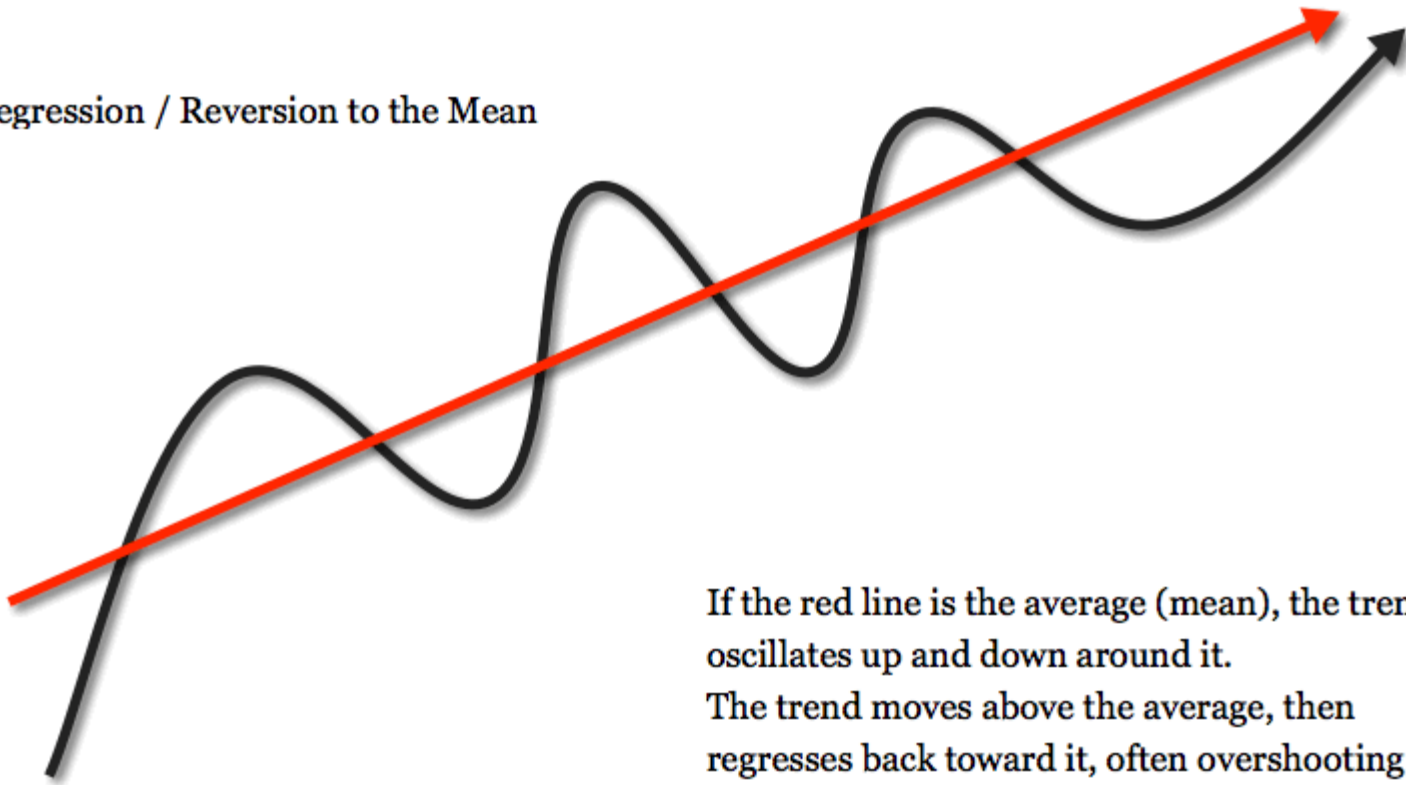 egression / Reversion to the Mean
If the red line is the average (mean), the tren
oscillates up and down around it.
The trend moves above the average, then
regresses back toward it, often overshooting